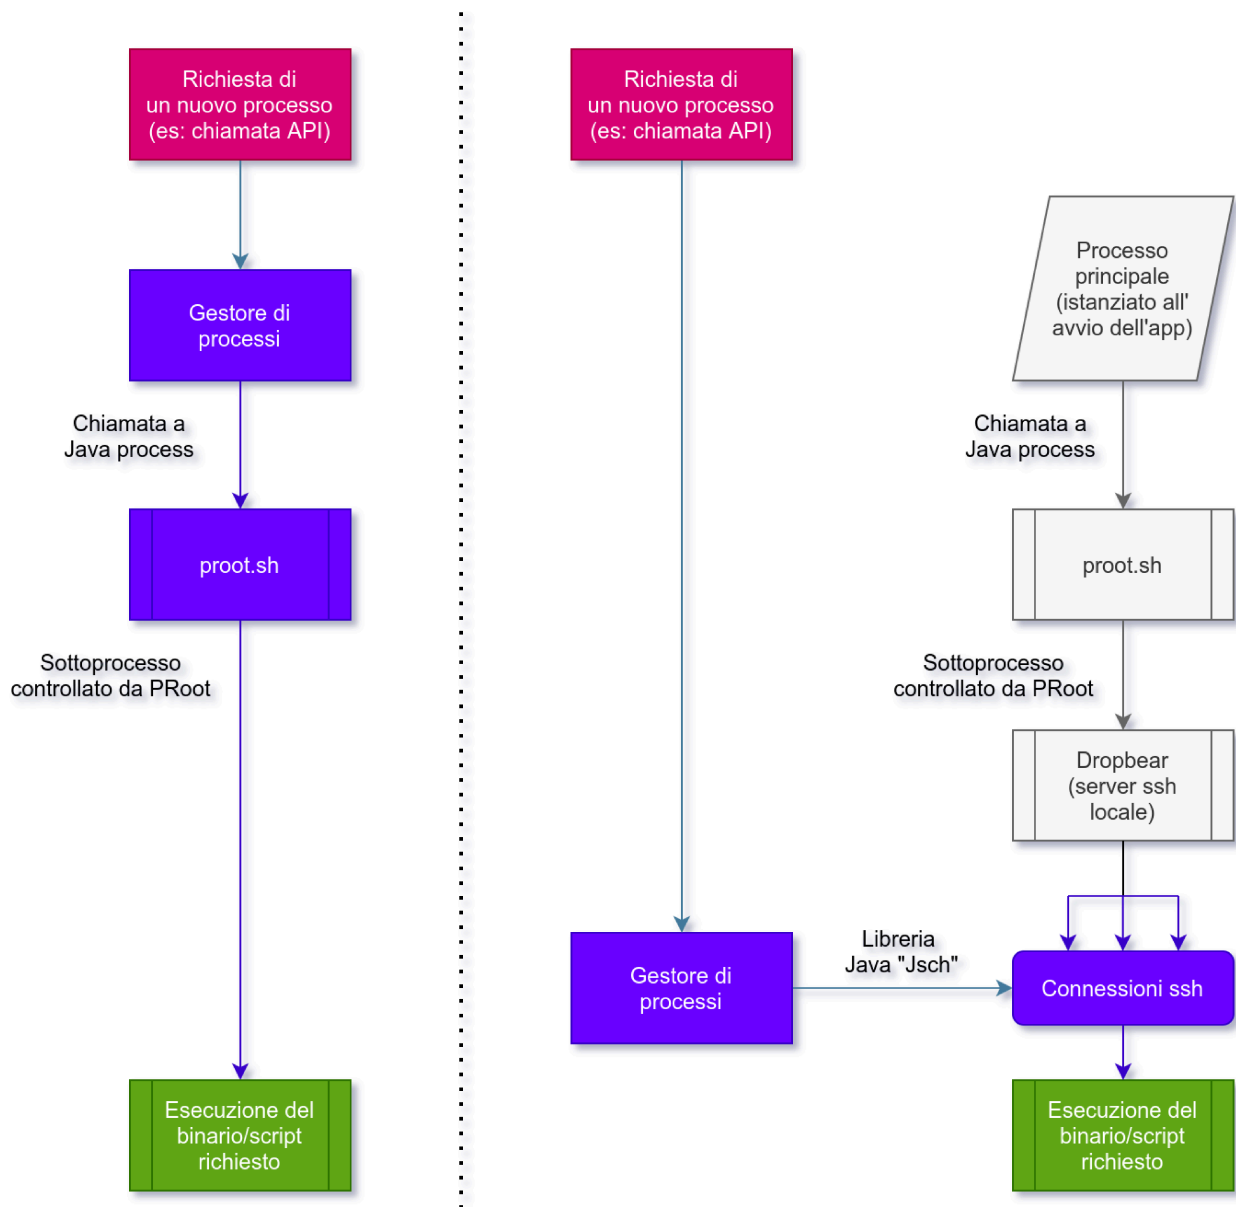 Richiesta di
un nuovo processo
(es: chiamata API)
Gestore di
processi
Chiamata a
Java process
proot.sh
Sottoprocesso
controllato da PRoot
Esecuzione del
binario/script
richiesto
Richiesta di
un nuovo processo
(es: chiamata API)
Gestore di
processi
Libreria
Java "Jsch"
Processo
principale
(istanziato all'
avvio dell'app)
Chiamata a
Java process
proot.sh
Sottoprocesso
controllato da PRoot
Dropbear
(server ssh
locale)
Connessioni ssh
Esecuzione del
binario/script
richiesto